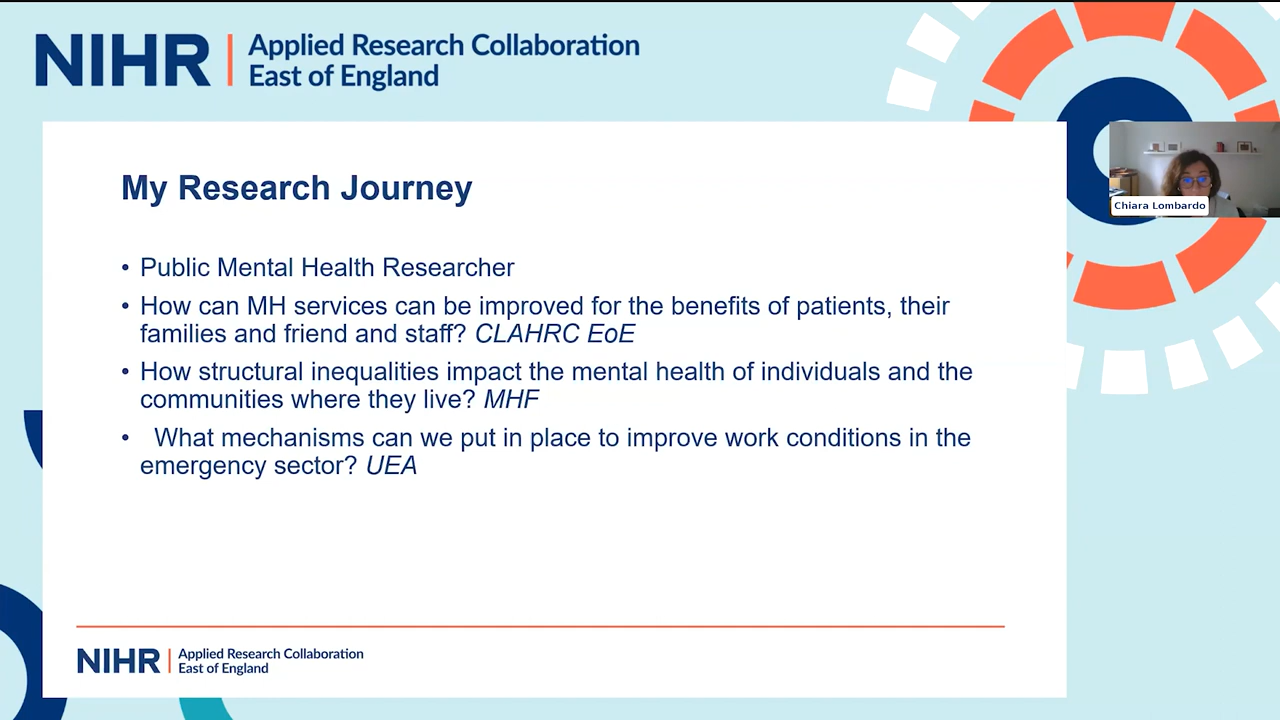 NIHR | Applied Research Collaboration
East of England
My Research Journey
• Public Mental Health Researcher
• How can MH services can be improved for the benefits of patients, their
families and friend and staff? CLAHRC EoE
• How structural inequalities impact the mental health of individuals and the
communities where they live? MHF
• What mechanisms can we put in place to improve work conditions in the
emergency sector? UEA
Chiara Lombardo
NIHR | Applied Research Collaboration
East of England